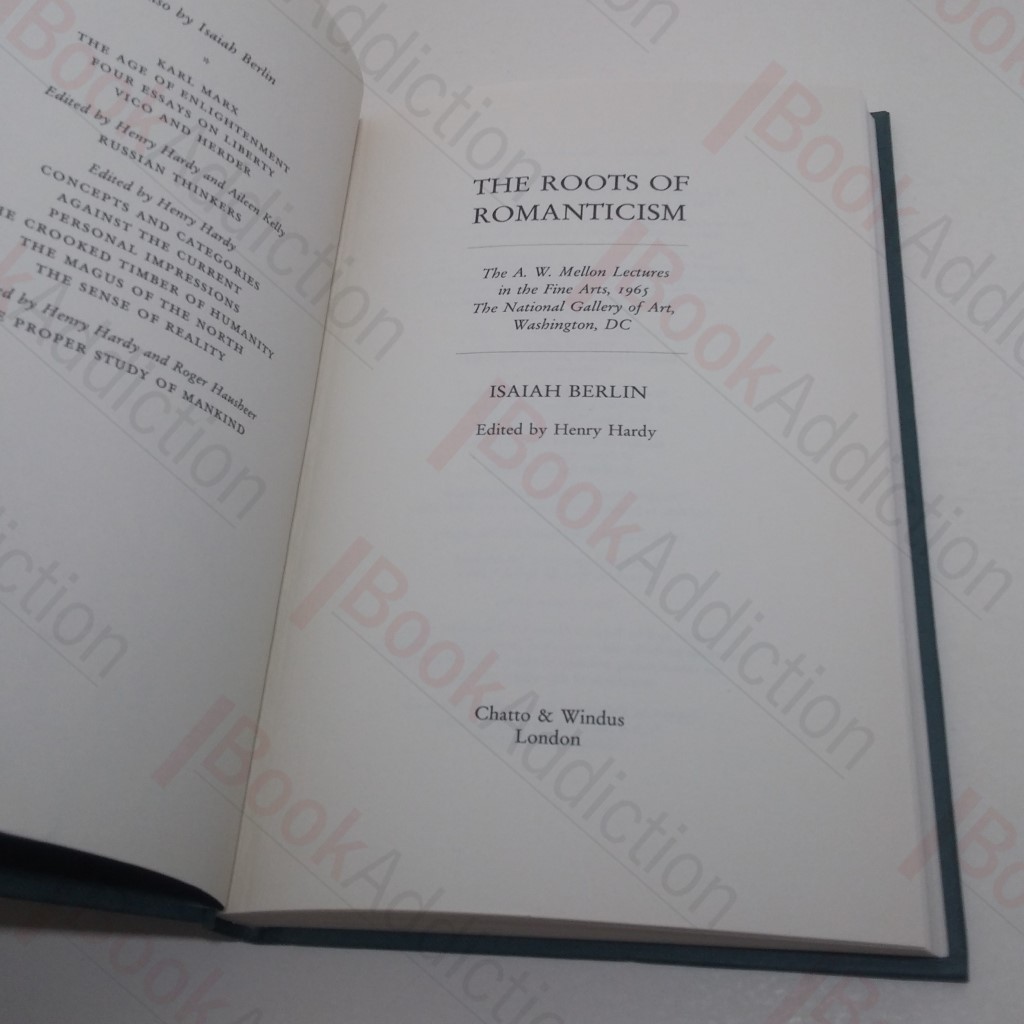 so by Isaiah Berlin
*
KARL MARX
THE AGE OF ENLIGHTENMENT
FOUR ESSAYS ON LIBERTY
VICO AND HERDER
Edited by Henry Hardy and Aileen Kelly
RUSSIAN THINKERS
Edited by Henry Hardy
CONCEPTS AND CATEGORIES
AGAINST THE CURRENT
PERSONAL IMPRESSIONS
CROOKED TIMBER OF HUMANITY
THE MAGUS OF THE NORTH
THE SENSE OF REALITY
by Henry Hardy and Roger Hausheer
PROPER STUDY OF MANKIND
THE ROOTS OF
ROMANTICISM
The A. W. Mellon Lectures
in the Fine Arts, 1965
The National Gallery of Art,
Washington, DC
ISAIAH BERLIN
Edited by Henry Hardy
Chatto & Windus
London
BookAddiction